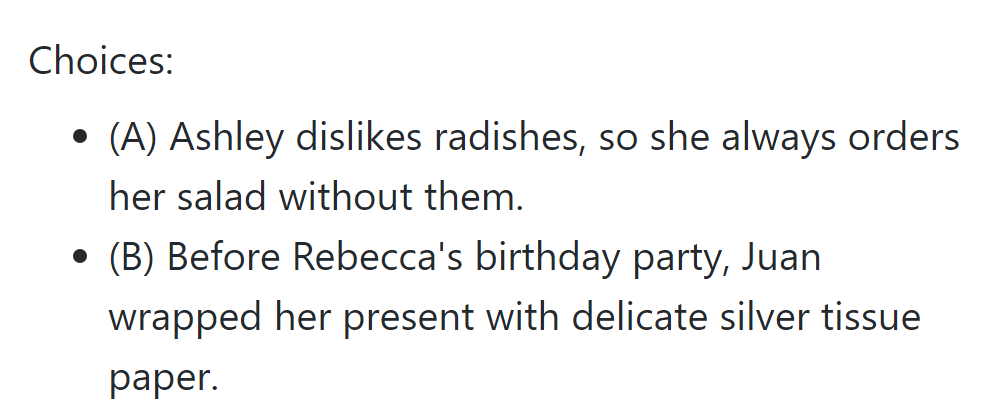 Choices:
• (A) Ashley dislikes radishes, so she always orders
her salad without them.
• (B) Before Rebecca's birthday party, Juan
wrapped her present with delicate silver tissue
paper.